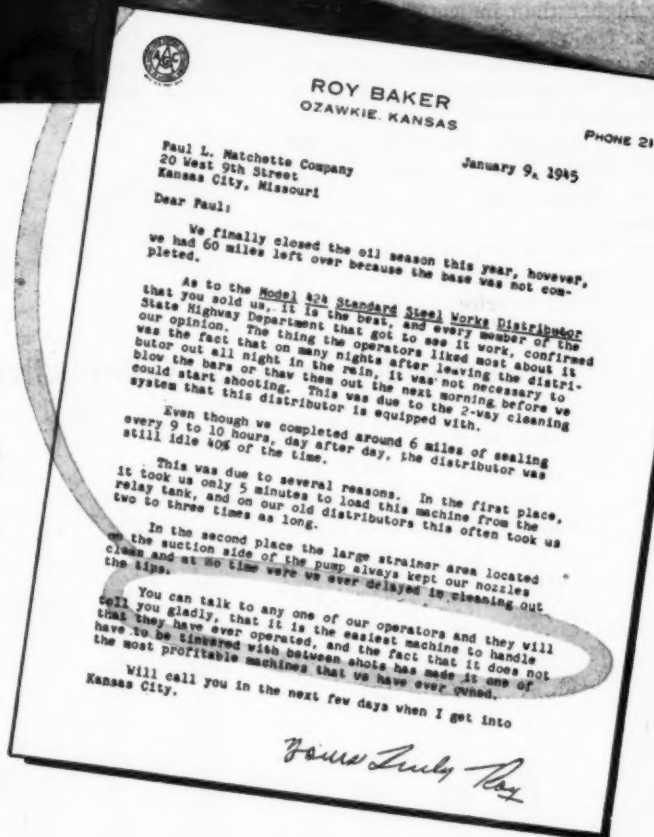 ROY BAKER
OZAWKIE, KANSAS
PHONE 21
January 9, 1945
Paul L. Matchette Company
20 West 9th Street
Kansas City, Missouri
Dear Paul:
We finally closed the oil season this year, however,
we had 60 miles left over because the base was not com-
pleted.
As to the Model 424 Standard Steel Works Distributor
that you sold us, it is the best, and every member of the
State Highway Department that got to see it work, confirmed
our opinion. The thing the operators liked most about it
was the fact that on many nights after leaving the distri-
butor out all night in the rain, it was not necessary to
blow the bars or thaw them out the next morning before we
could start shooting. This was due to the 2-way cleaning
system that this distributor is equipped with.
Even though we completed around 6 miles of sealing
every 9 to 10 hours, day after day, the distributor was
still idle 40% of the time.
This was due to several reasons. In the first place,
it took us only 5 minutes to load this machine from the
relay tank, and on our old distributors this often took us
two to three times as long.
In the second place the large strainer area located
on the suction side of the pump always kept our nozzles
clean and at no time were we ever delayed in cleaning out
the tips.
You can talk to any one of our operators and they will
tell you gladly, that it is the easiest machine to handle
that they have ever operated, and the fact that it does not
have to be tinkered with between shots has made it one of
the most profitable machines that we have ever owned.
Will call you in the next few days when I get into
Kansas City.
Yours Truly Roy